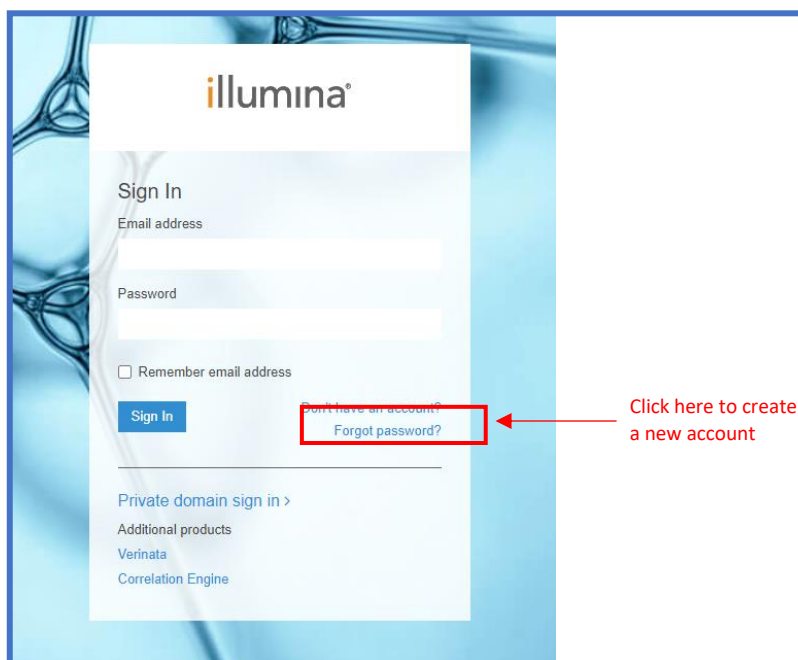 illumina®
Sign In
Email address
Password
Remember email address
Sign In
Don't have an account?
Forgot password?
Click here to create
a new account
Private domain sign in >
Additional products
Verinata
Correlation Engine